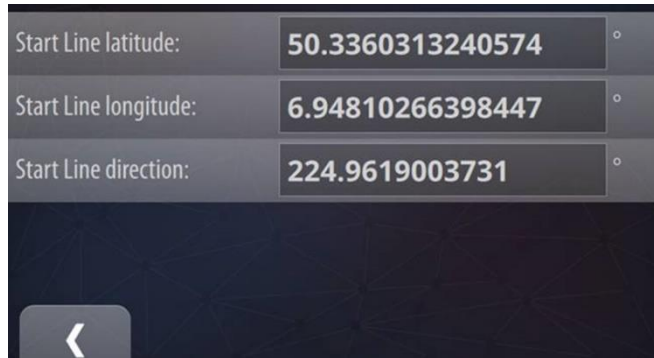 Start Line latitude: 50.3360313240574 °
Start Line longitude: 6.94810266398447 °
Start Line direction: 224.9619003731 °